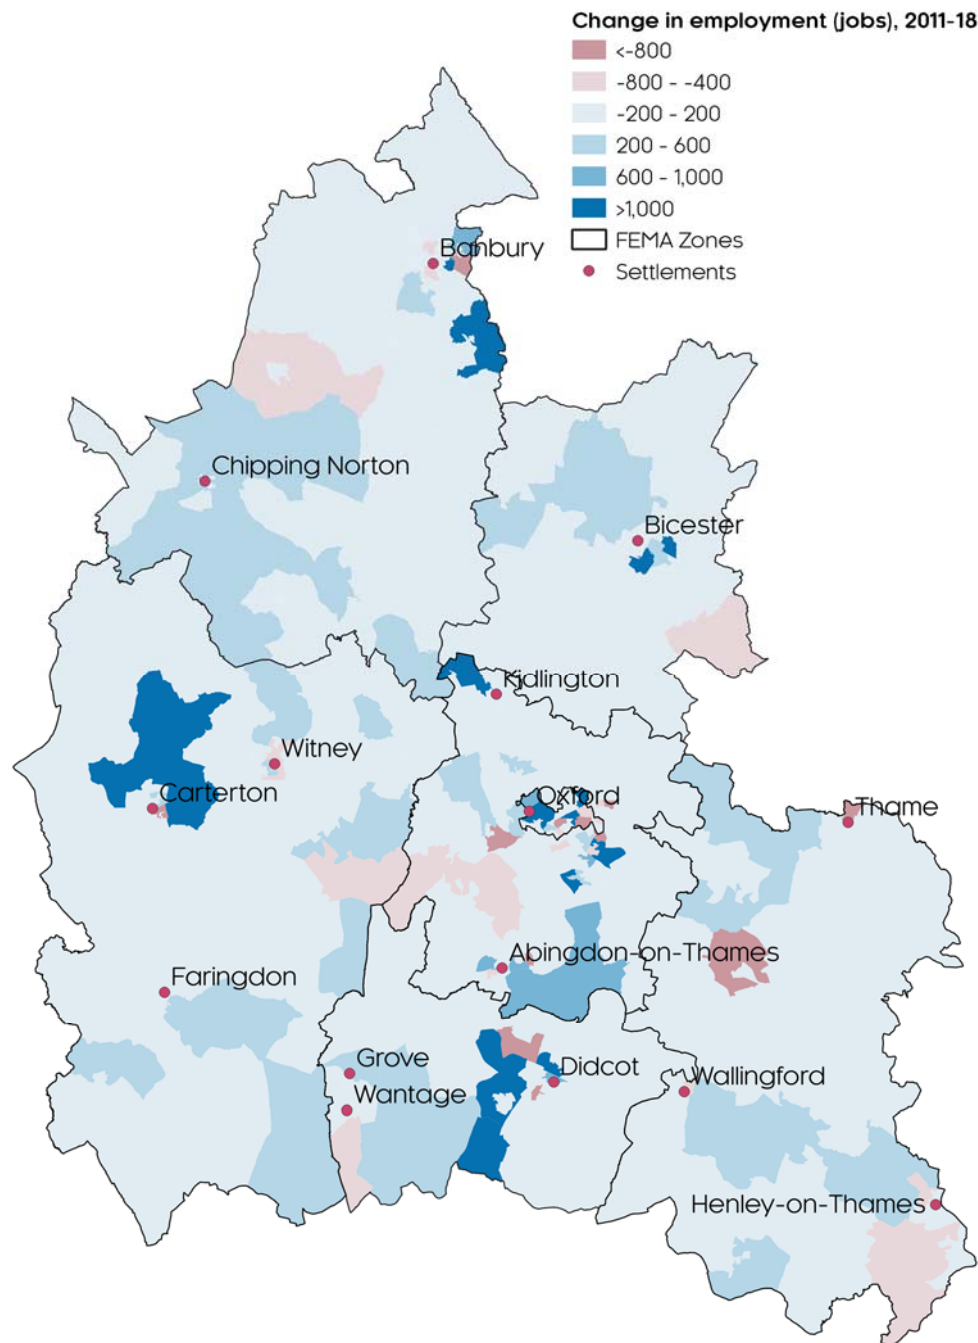 Change in employment (jobs), 2011-18
<-800
-800 - -400
-200 - 200
200 - 600
600 - 1,000
>1,000
FEMA Zones
Settlements
Banbury
Chipping Norton
Bicester
Kidlington
Witney
Carterton
Oxford
Thame
Abingdon-on-Thames
Faringdon
Grove
Didcot
Wallingford
Wantage
Henley-on-Thames